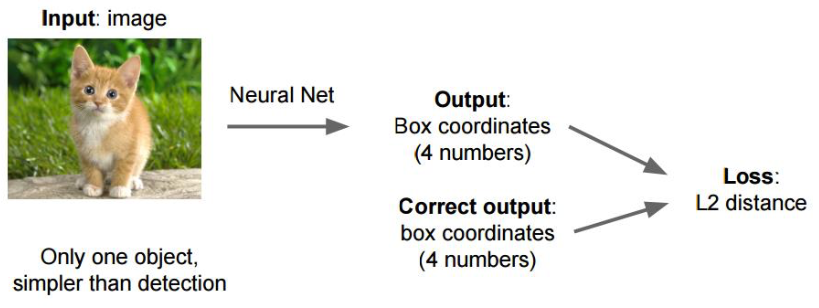 Input: image
Neural Net
Output:
Box coordinates
(4 numbers)
Correct output:
box coordinates
(4 numbers)
Loss:
L2 distance
Only one object,
simpler than detection